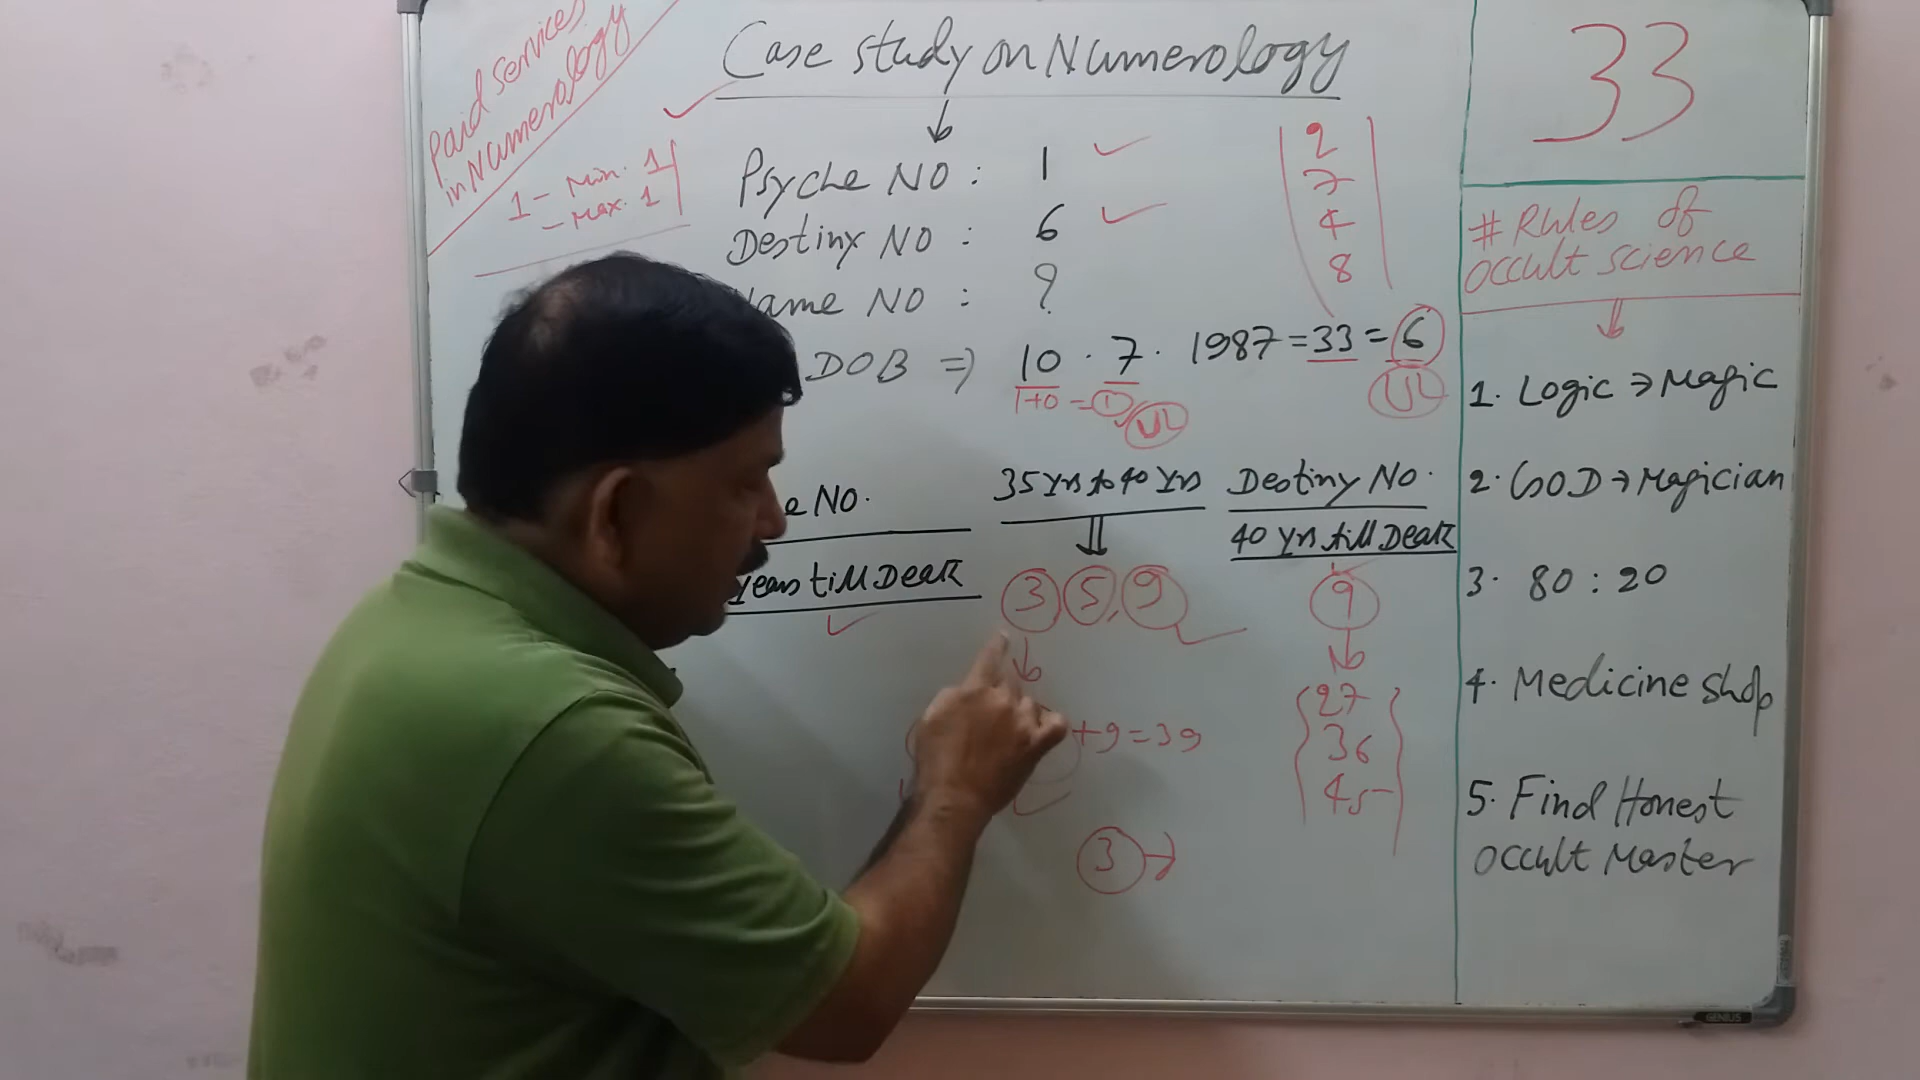 Paid services
in Numerology
1 - Min. 1
- Max. 1
Case study on Numerology
Psyche NO : 1
Destiny NO : 6
Name NO : ?
DOB => 10 . 7 . 1987 = 33 = 6
1+0 = 1
UL
UL
2
7
4
8
e NO.
years till Death
35 Yrs to 40 Yrs
3 5, 9
+9=39
3
Destiny NO.
40 Yrs till Death
9
No
27
36
45
33
# Rules of
occult science
1. Logic → Magic
2. GOD → Magician
3. 80 : 20
4. Medicine shop
5. Find Honest
occult Master
GENIUS